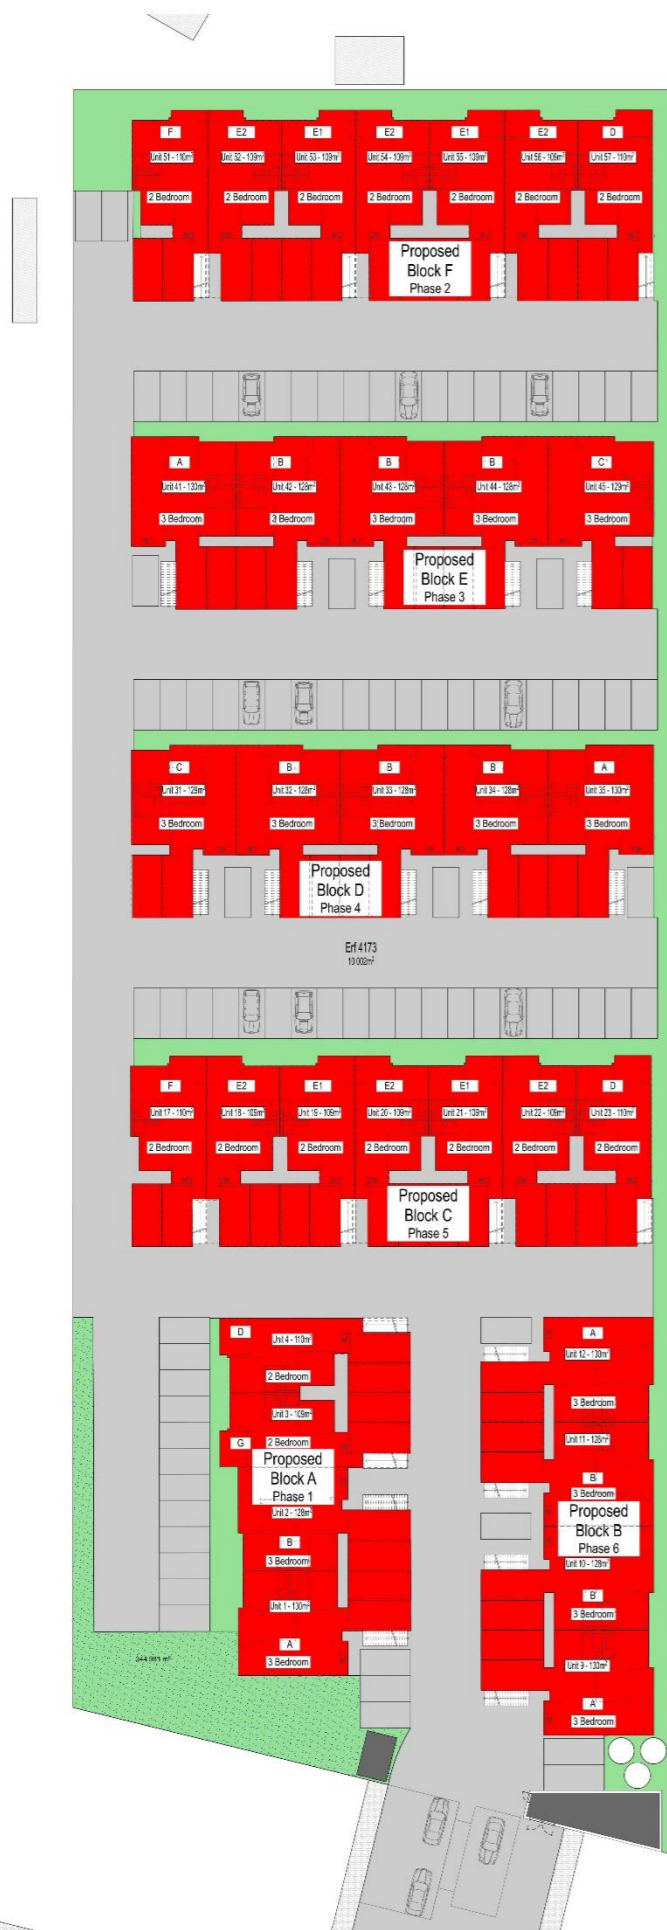 F E2 E1 E2 E1 E2 D
Unit 51 - 110m² Unit 52 - 109m² Unit 53 - 109m² Unit 54 - 109m² Unit 55 - 109m² Unit 56 - 109m² Unit 57 - 110m²
2 Bedroom 2 Bedroom 2 Bedroom 2 Bedroom 2 Bedroom 2 Bedroom 2 Bedroom
Proposed
Block F
Phase 2
A B B B C'
Unit 41 - 130m² Unit 42 - 128m² Unit 43 - 128m² Unit 44 - 128m² Unit 45 - 129m²
3 Bedroom 3 Bedroom 3 Bedroom 3 Bedroom 3 Bedroom
Proposed
Block E
Phase 3
C B B B A
Unit 31 - 129m² Unit 32 - 128m² Unit 33 - 128m² Unit 34 - 128m² Unit 35 - 130m²
3 Bedroom 3 Bedroom 3 Bedroom 3 Bedroom 3 Bedroom
Proposed
Block D
Phase 4
Erf 4173
10 002m²
F E2 E1 E2 E1 E2 D
Unit 17 - 110m² Unit 18 - 109m² Unit 19 - 109m² Unit 20 - 109m² Unit 21 - 109m² Unit 22 - 109m² Unit 23 - 110m²
2 Bedroom 2 Bedroom 2 Bedroom 2 Bedroom 2 Bedroom 2 Bedroom 2 Bedroom
Proposed
Block C
Phase 5
D
Unit 4 - 110m²
2 Bedroom
Unit 3 - 109m²
G 2 Bedroom
Proposed
Block A
Phase 1
Unit 2 - 128m²
B
3 Bedroom
Unit 1 - 130m²
A
3 Bedroom
A
Unit 12 - 130m²
3 Bedroom
Unit 11 - 128m²
B
3 Bedroom
Proposed
Block B
Phase 6
Unit 10 - 128m²
B'
3 Bedroom
Unit 9 - 130m²
A'
3 Bedroom